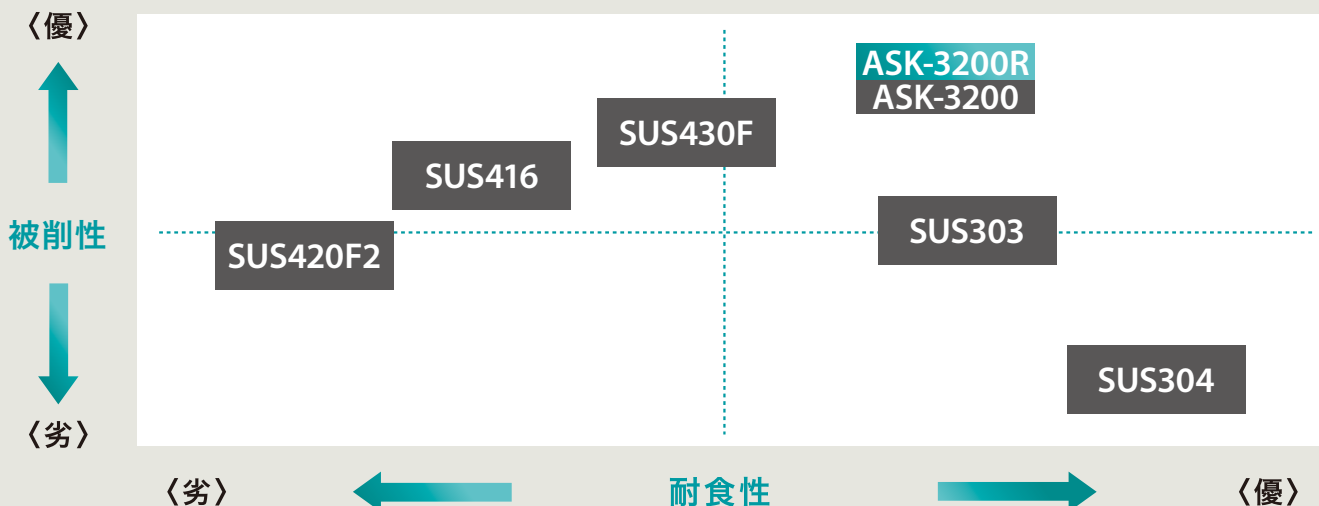 〈優〉
ASK-3200R
ASK-3200
SUS430F
SUS416
SUS303
被削性
SUS420F2
SUS304
〈劣〉
〈劣〉
耐食性
〈優〉